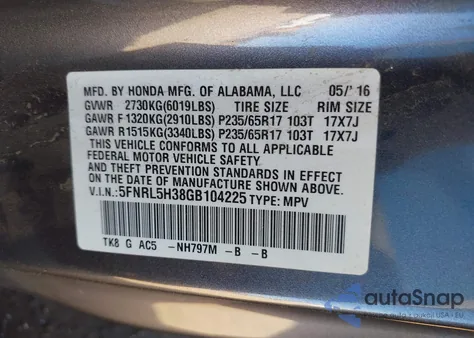 MFD. BY HONDA MFG. OF ALABAMA, LLC 05/'16
GVWR 2730KG(6019LBS) TIRE SIZE RIM SIZE
GAWR F 1320KG(2910LBS) P235/65R17 103T 17X7J
GAWR R 1515KG(3340LBS) P235/65R17 103T 17X7J
THIS VEHICLE CONFORMS TO ALL APPLICABLE
FEDERAL MOTOR VEHICLE SAFETY, BUMPER,
AND THEFT PREVENTION STANDARDS IN EFFECT
ON THE DATE OF MANUFACTURE SHOWN ABOVE.
V.I.N.: 5FNRL5H38GB104225 TYPE: MPV
TK8 G AC5 -NH797M -B -B
autoSnap